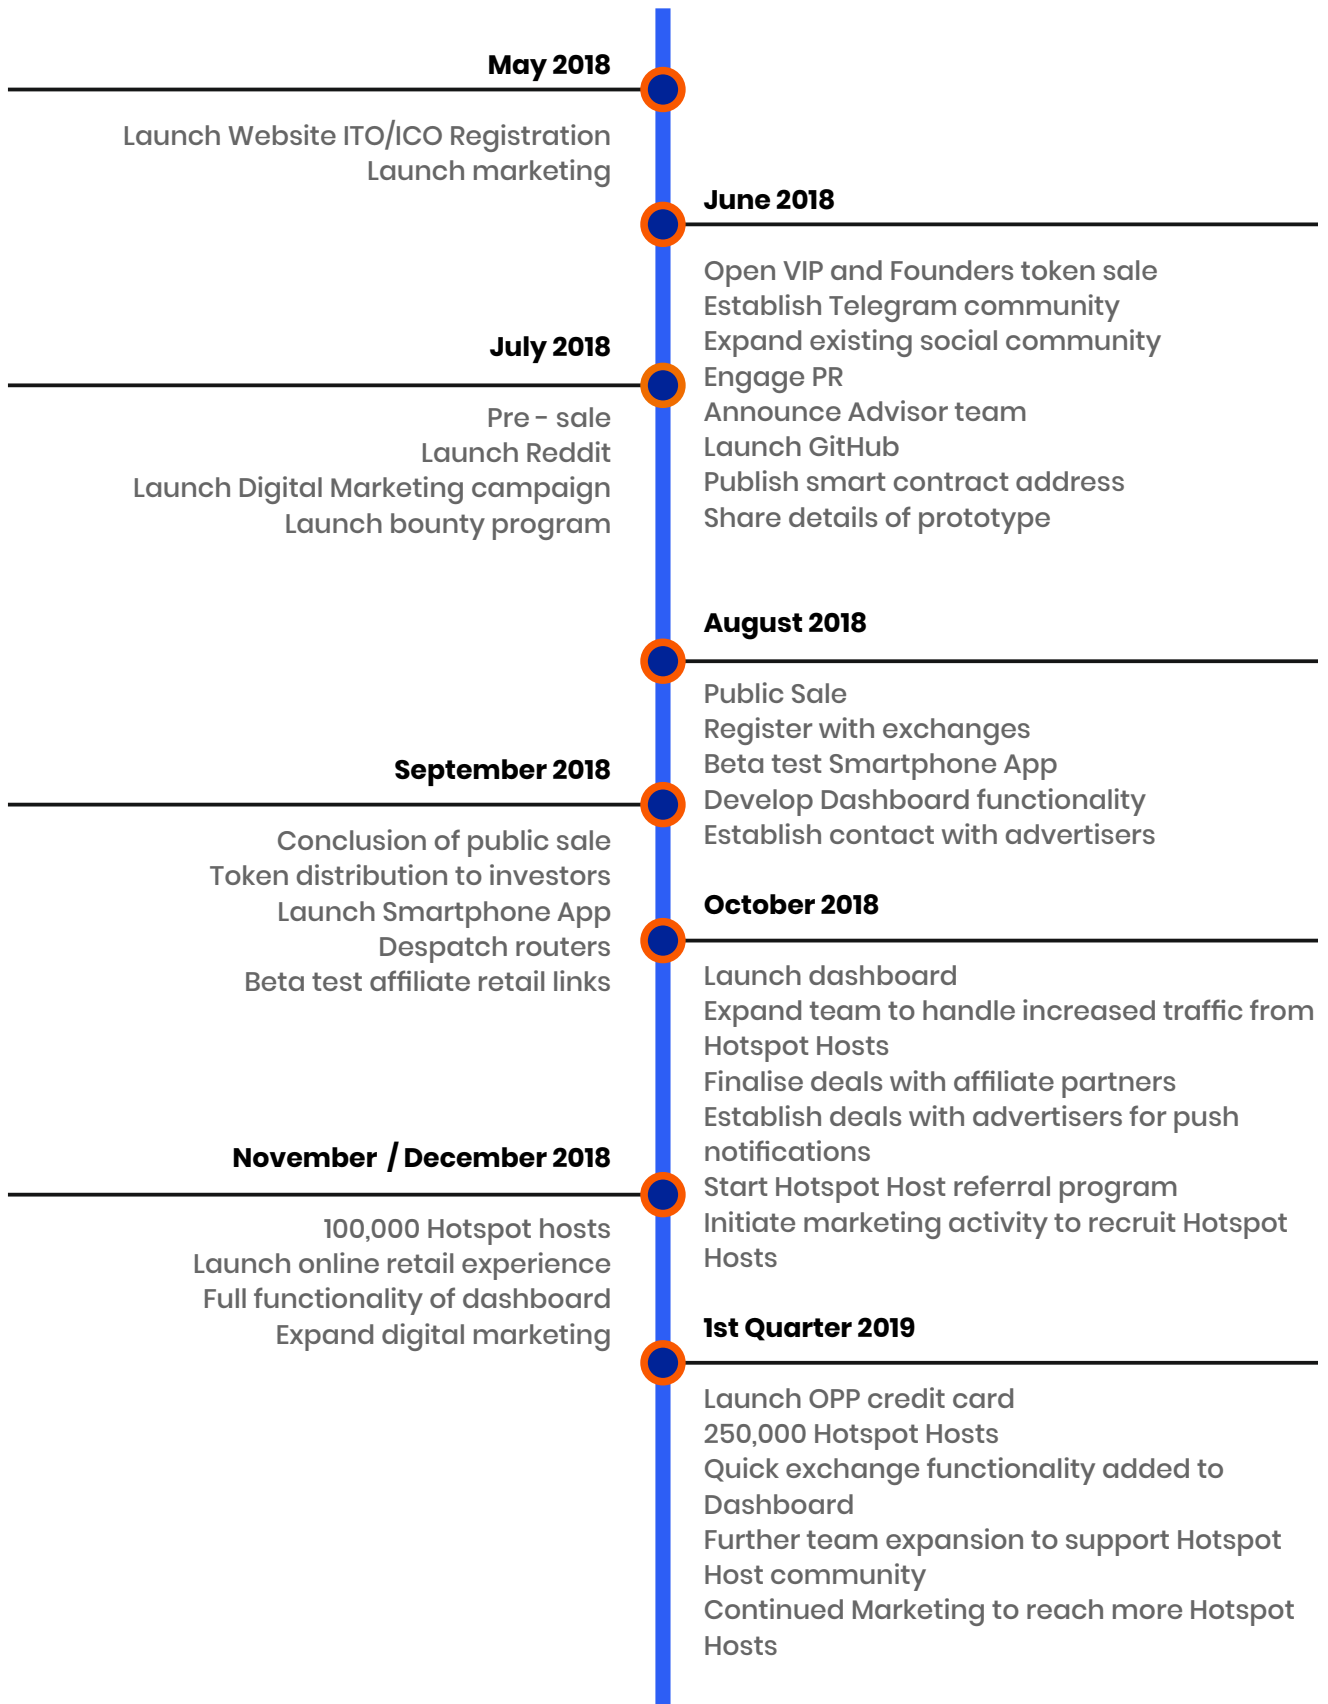 May 2018
Launch Website ITO/ICO Registration
Launch marketing
June 2018
Open VIP and Founders token sale
Establish Telegram community
Expand existing social community
Engage PR
Announce Advisor team
Launch GitHub
Publish smart contract address
Share details of prototype
July 2018
Pre - sale
Launch Reddit
Launch Digital Marketing campaign
Launch bounty program
August 2018
Public Sale
Register with exchanges
Beta test Smartphone App
Develop Dashboard functionality
Establish contact with advertisers
September 2018
Conclusion of public sale
Token distribution to investors
Launch Smartphone App
Despatch routers
Beta test affiliate retail links
October 2018
Launch dashboard
Expand team to handle increased traffic from
Hotspot Hosts
Finalise deals with affiliate partners
Establish deals with advertisers for push
notifications
Start Hotspot Host referral program
Initiate marketing activity to recruit Hotspot
Hosts
November / December 2018
100,000 Hotspot hosts
Launch online retail experience
Full functionality of dashboard
Expand digital marketing
1st Quarter 2019
Launch OPP credit card
250,000 Hotspot Hosts
Quick exchange functionality added to
Dashboard
Further team expansion to support Hotspot
Host community
Continued Marketing to reach more Hotspot
Hosts